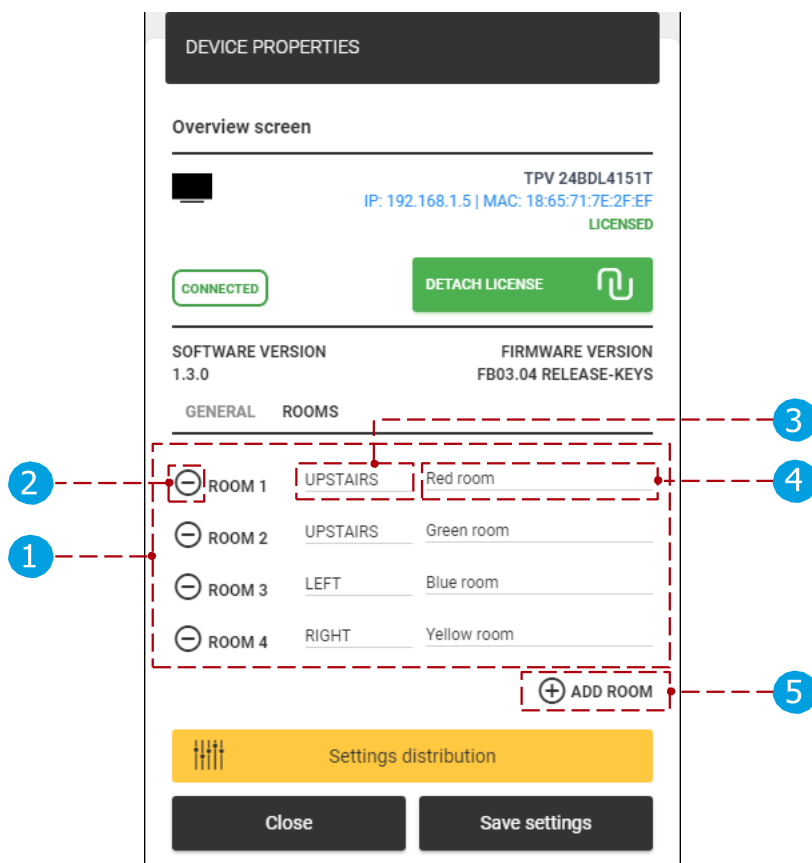 DEVICE PROPERTIES
Overview screen
TPV 24BDL4151T
IP: 192.168.1.5 | MAC: 18:65:71:7E:2F:EF
LICENSED
CONNECTED
DETACH LICENSE
SOFTWARE VERSION
1.3.0
FIRMWARE VERSION
FB03.04 RELEASE-KEYS
GENERAL ROOMS
3
2
ROOM 1 UPSTAIRS Red room
4
ROOM 2 UPSTAIRS Green room
1
ROOM 3 LEFT Blue room
ROOM 4 RIGHT Yellow room
ADD ROOM
5
Settings distribution
Close
Save settings